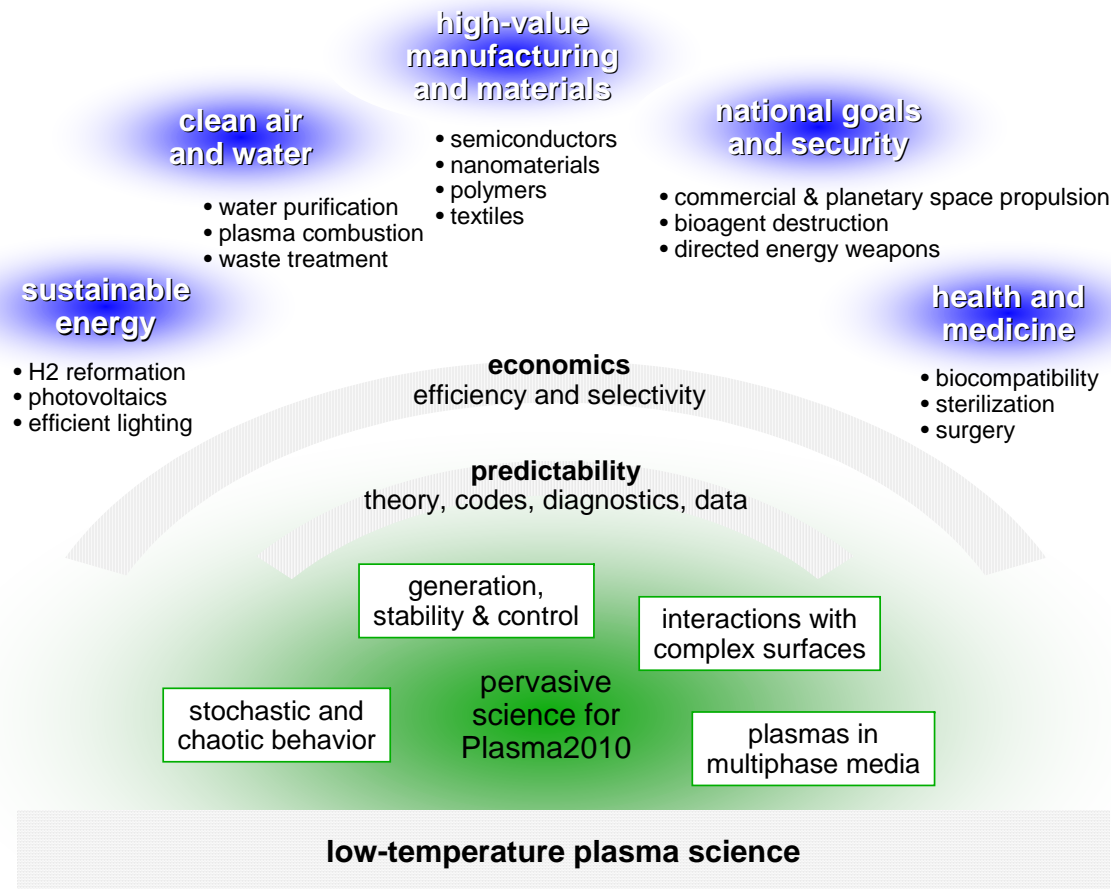 high-value
manufacturing
and materials
• semiconductors
• nanomaterials
• polymers
• textiles
clean air
and water
• water purification
• plasma combustion
• waste treatment
national goals
and security
• commercial & planetary space propulsion
• bioagent destruction
• directed energy weapons
sustainable
energy
• H2 reformation
• photovoltaics
• efficient lighting
health and
medicine
• biocompatibility
• sterilization
• surgery
economics
efficiency and selectivity
predictability
theory, codes, diagnostics, data
generation,
stability & control
interactions with
complex surfaces
stochastic and
chaotic behavior
pervasive
science for
Plasma2010
plasmas in
multiphase media
low-temperature plasma science